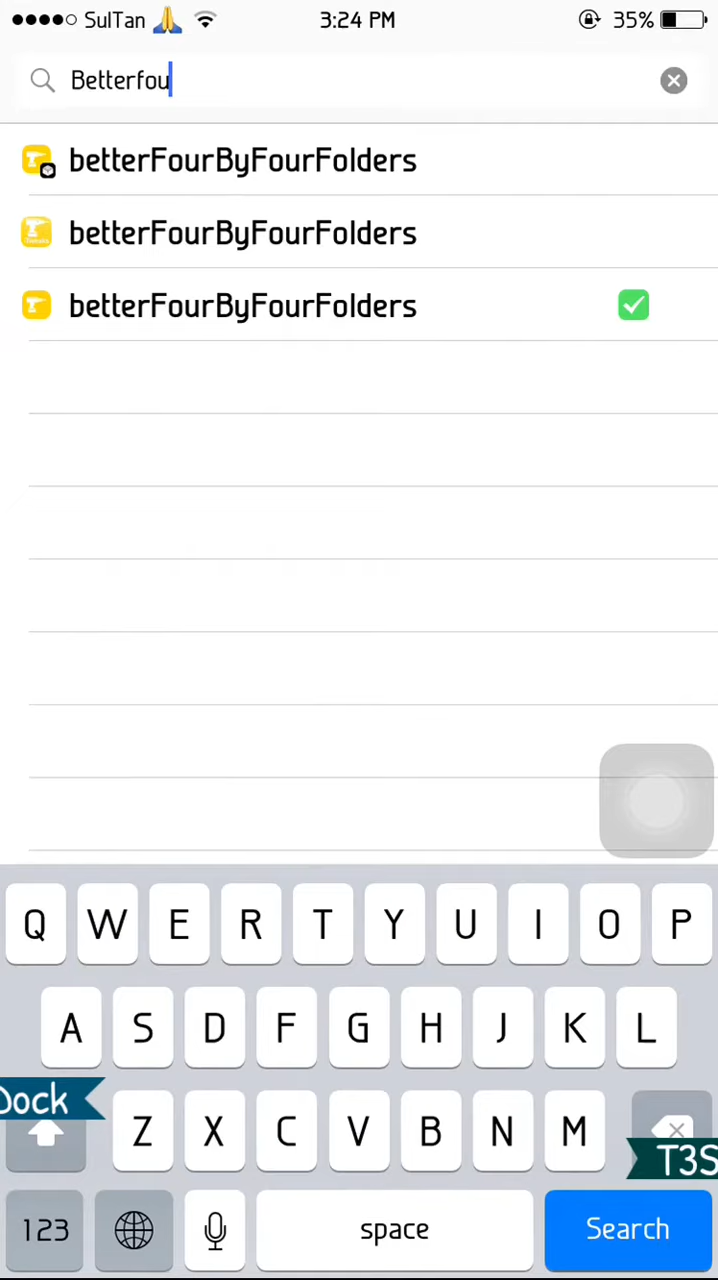 SulTan 🙏 3:24 PM 35%
Betterfou
betterFourByFourFolders
betterFourByFourFolders
betterFourByFourFolders
Q W E R T Y U I O P
A S D F G H J K L
Dock
Z X C V B N M
T3S
123 space Search